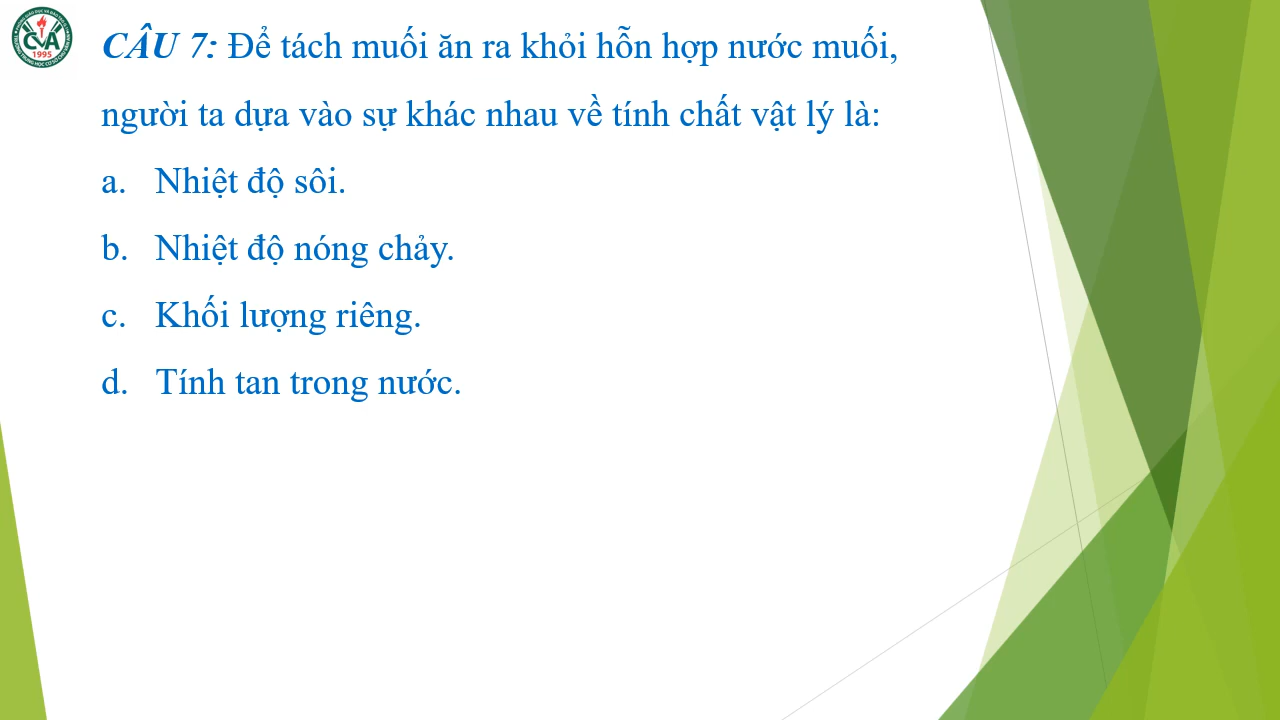 CVA
1995
CÂU 7: Để tách muối ăn ra khỏi hỗn hợp nước muối,
người ta dựa vào sự khác nhau về tính chất vật lý là:
a. Nhiệt độ sôi.
b. Nhiệt độ nóng chảy.
c. Khối lượng riêng.
d. Tính tan trong nước.